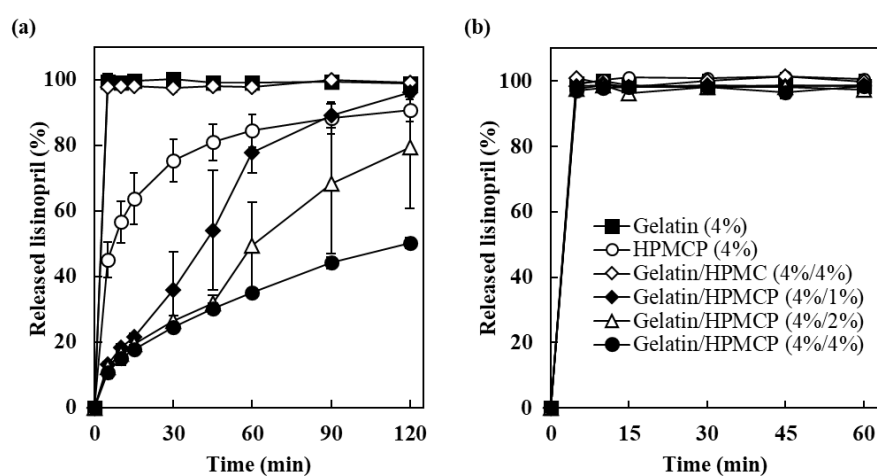 (a)
Released lisinopril (%)
100
80
60
40
20
0
0 30 60 90 120
Time (min)
(b)
Released lisinopril (%)
100
80
60
40
20
0
Gelatin (4%)
HPMCP (4%)
Gelatin/HPMC (4%/4%)
Gelatin/HPMCP (4%/1%)
Gelatin/HPMCP (4%/2%)
Gelatin/HPMCP (4%/4%)
0 15 30 45 60
Time (min)